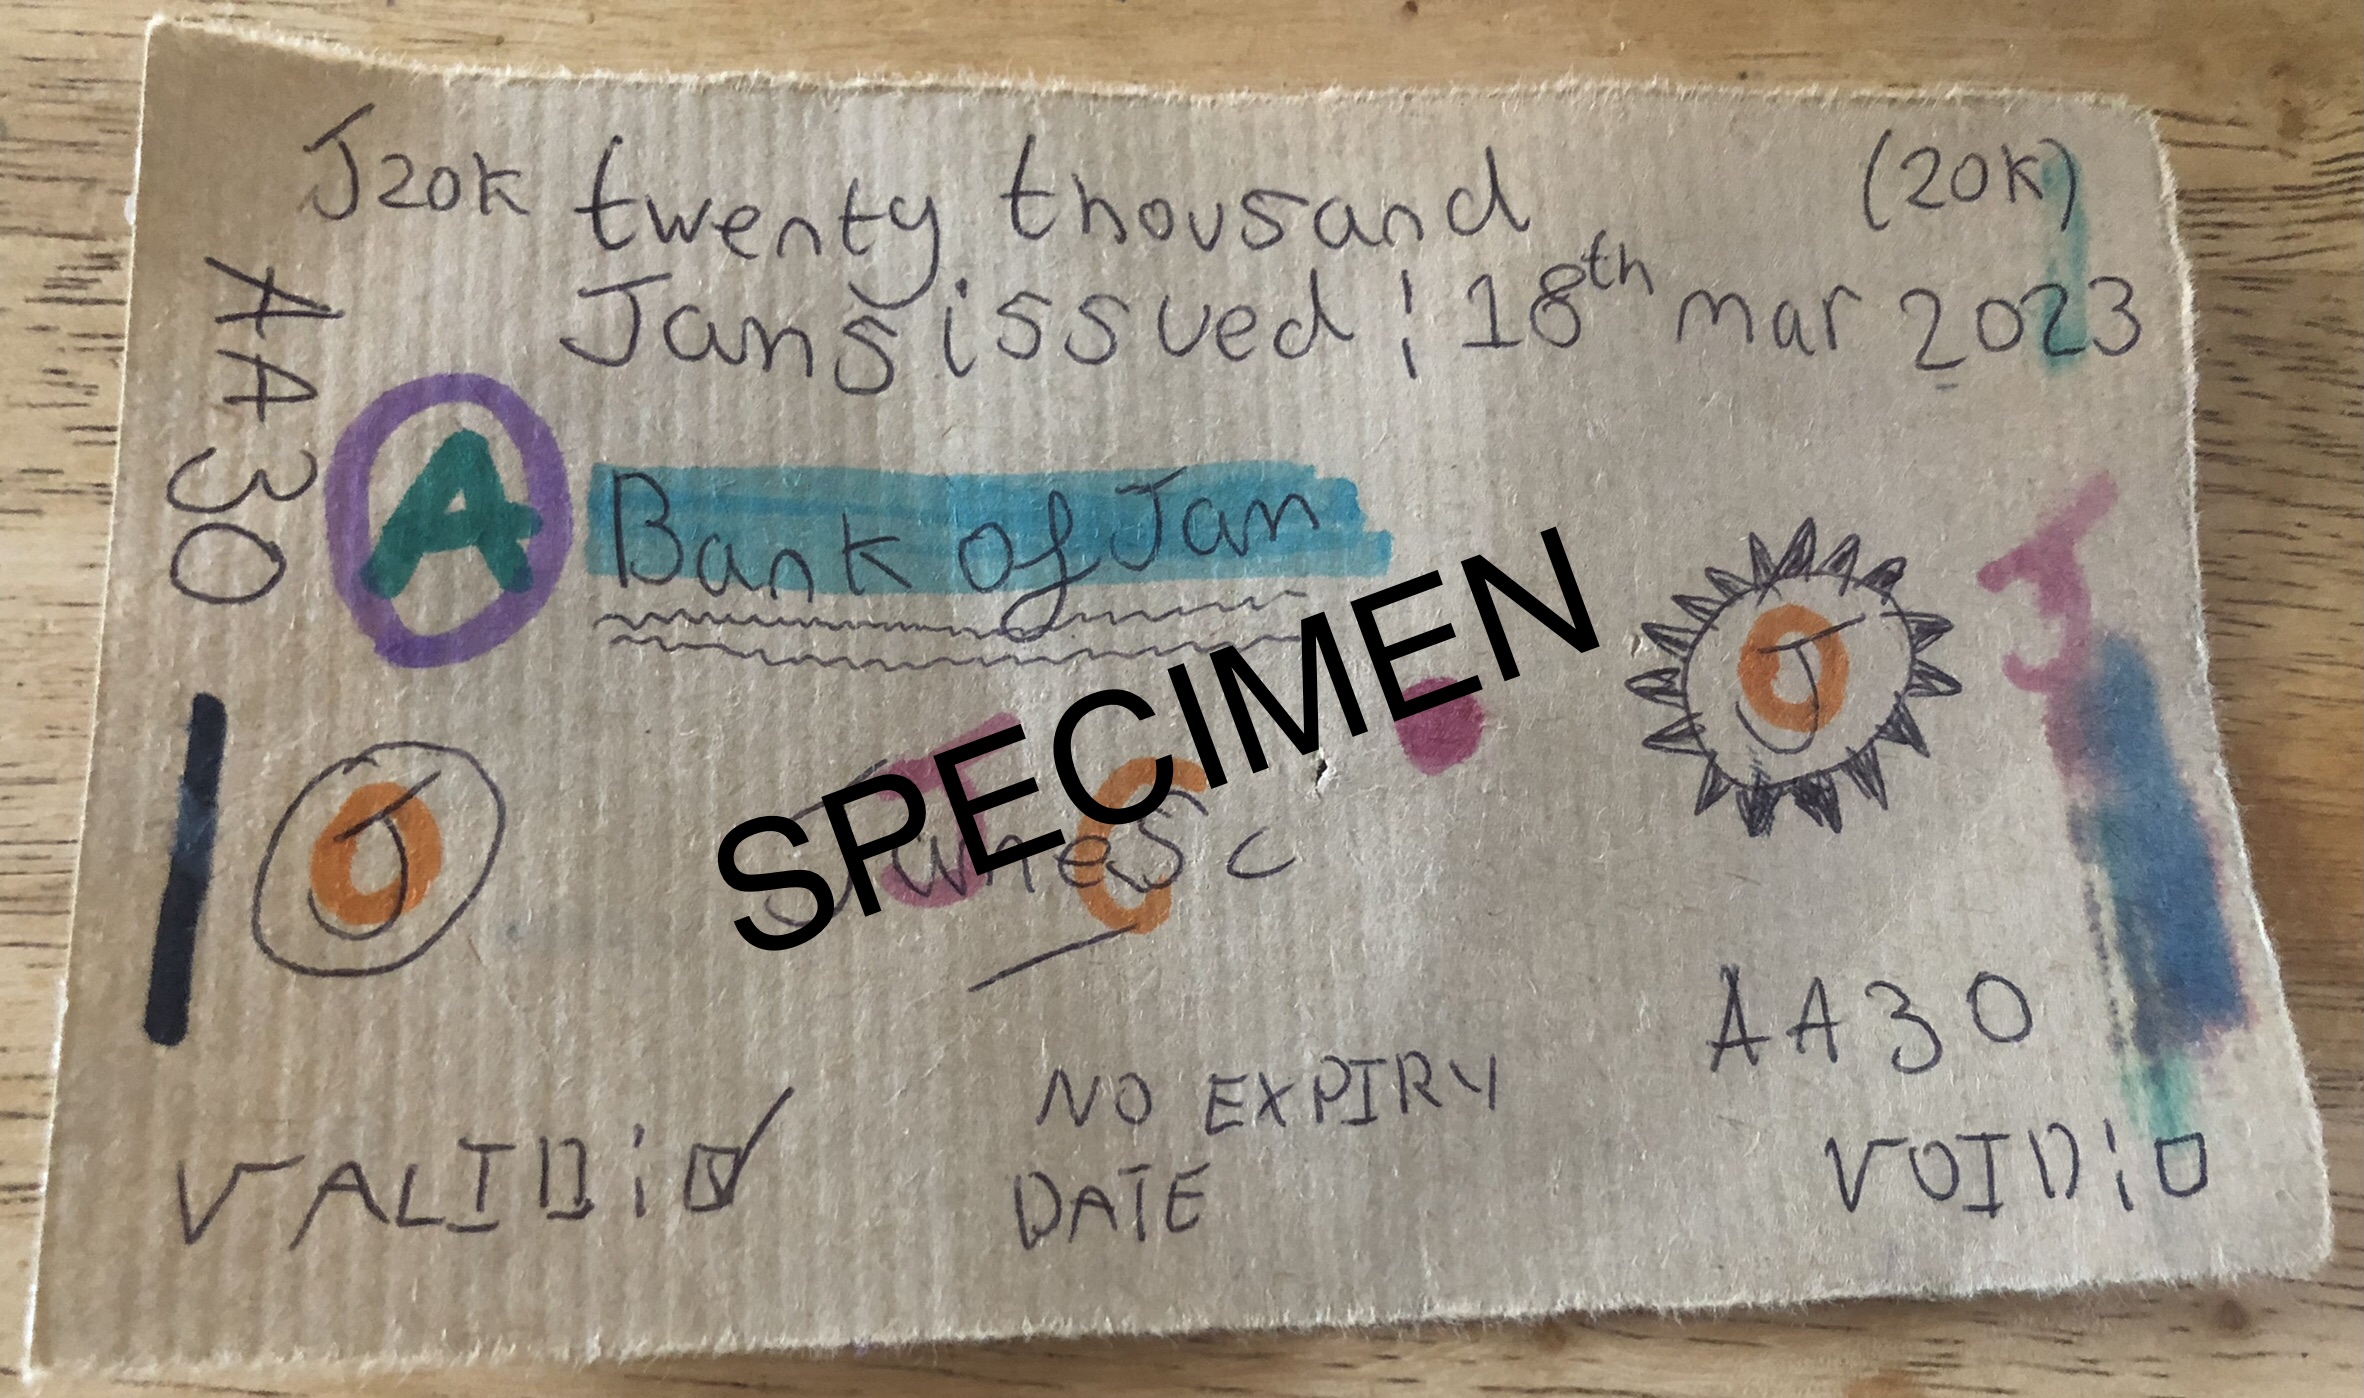 J20K twenty thousand (20K)
Jans issued : 18th mar 2023
AA30
A
Bank of Jan
SPECIMEN
J
J
J
James C
AA30
NO EXPIRY
DATE
VALID: ☑
VOID: ☐